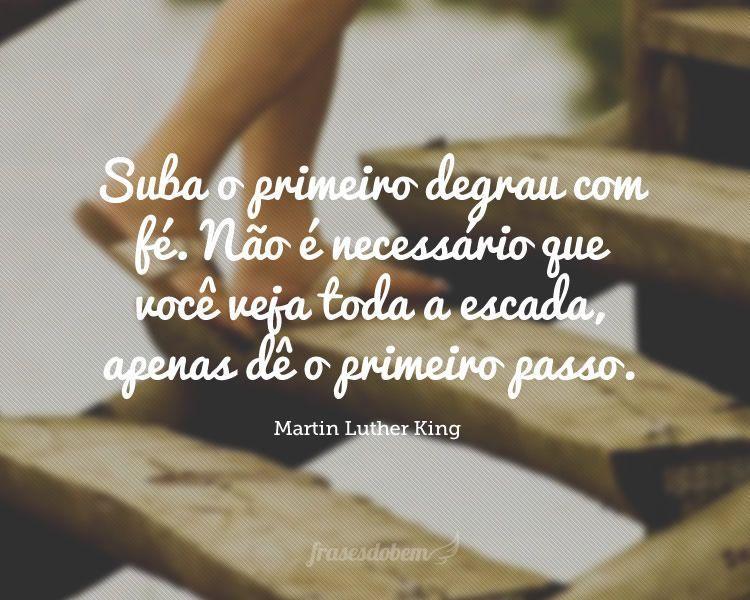 Suba o primeiro degrau com
fé. Não é necessário que
você veja toda a escada,
apenas dê o primeiro passo.
Martin Luther King
frasesdobem